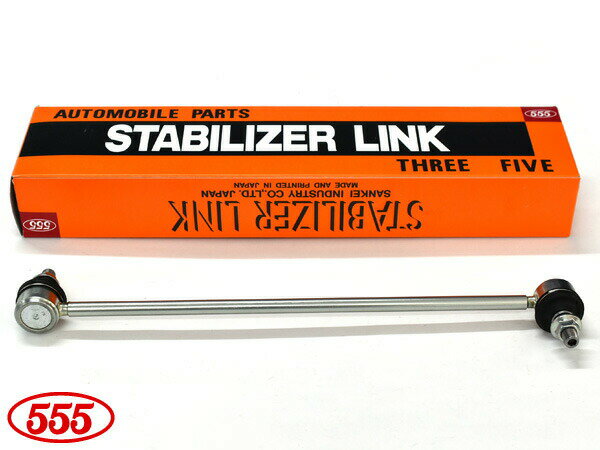 AUTOMOBILE PARTS
555
STABILIZER LINK
THREE FIVE
SANKEI INDUSTRY CO.,LTD. JAPAN
MADE AND PRINTED IN JAPAN
STABILIZER LINK
555
555